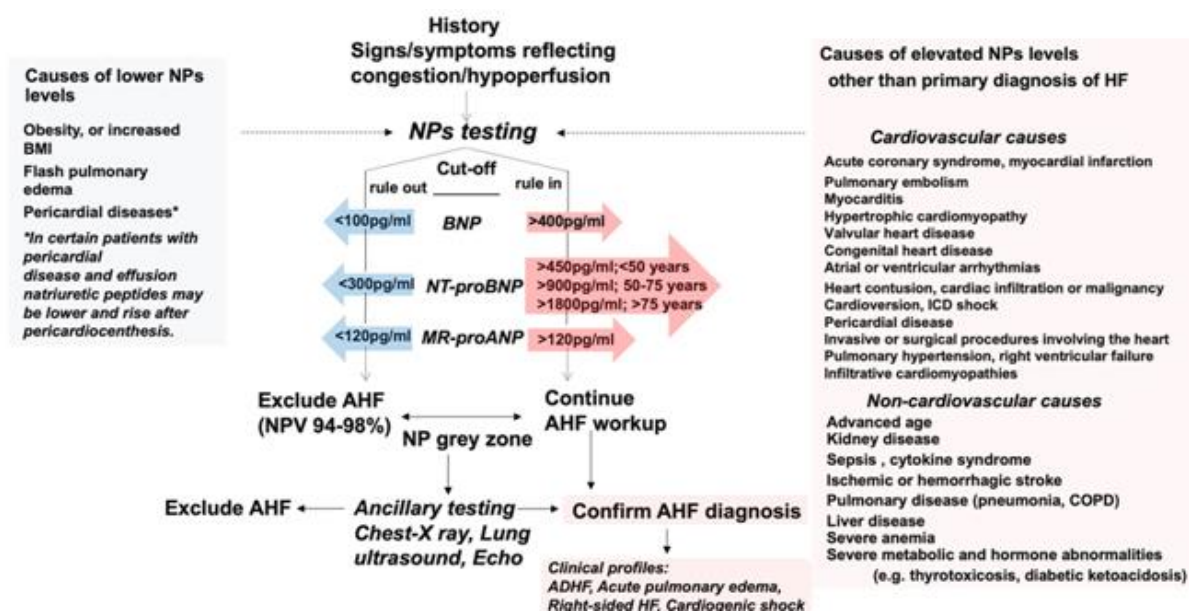 History
Signs/symptoms reflecting
congestion/hypoperfusion
Causes of lower NPs
levels
Obesity, or increased
BMI
Flash pulmonary
edema
Pericardial diseases*
*In certain patients with
pericardial
disease and effusion
natriuretic peptides may
be lower and rise after
pericardiocenthesis.
NPs testing
Cut-off
rule out
rule in
<100pg/ml
BNP
>400pg/ml
<300pg/ml
NT-proBNP
>450pg/ml;<50 years
>900pg/ml; 50-75 years
>1800pg/ml; >75 years
<120pg/ml
MR-proANP
>120pg/ml
Exclude AHF
(NPV 94-98%)
NP grey zone
Continue
AHF workup
Exclude AHF
Ancillary testing
Chest-X ray, Lung
ultrasound, Echo
Confirm AHF diagnosis
Clinical profiles:
ADHF, Acute pulmonary edema,
Right-sided HF, Cardiogenic shock
Causes of elevated NPs levels
other than primary diagnosis of HF
Cardiovascular causes
Acute coronary syndrome, myocardial infarction
Pulmonary embolism
Myocarditis
Hypertrophic cardiomyopathy
Valvular heart disease
Congenital heart disease
Atrial or ventricular arrhythmias
Heart contusion, cardiac infiltration or malignancy
Cardioversion, ICD shock
Pericardial disease
Invasive or surgical procedures involving the heart
Pulmonary hypertension, right ventricular failure
Infiltrative cardiomyopathies
Non-cardiovascular causes
Advanced age
Kidney disease
Sepsis , cytokine syndrome
Ischemic or hemorrhagic stroke
Pulmonary disease (pneumonia, COPD)
Liver disease
Severe anemia
Severe metabolic and hormone abnormalities
(e.g. thyrotoxicosis, diabetic ketoacidosis)